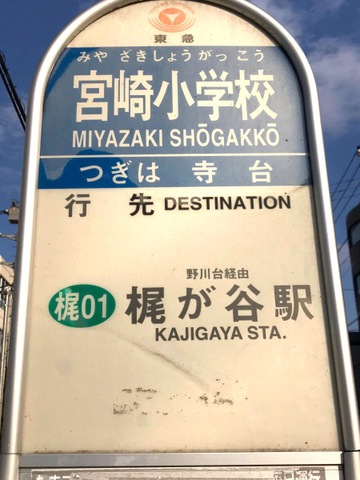 東急
みやざきしょうがっこう
宮崎小学校
MIYAZAKI SHŌGAKKŌ
つぎは 寺台
行先 DESTINATION
野川台経由
梶01 梶が谷駅
KAJIGAYA STA.